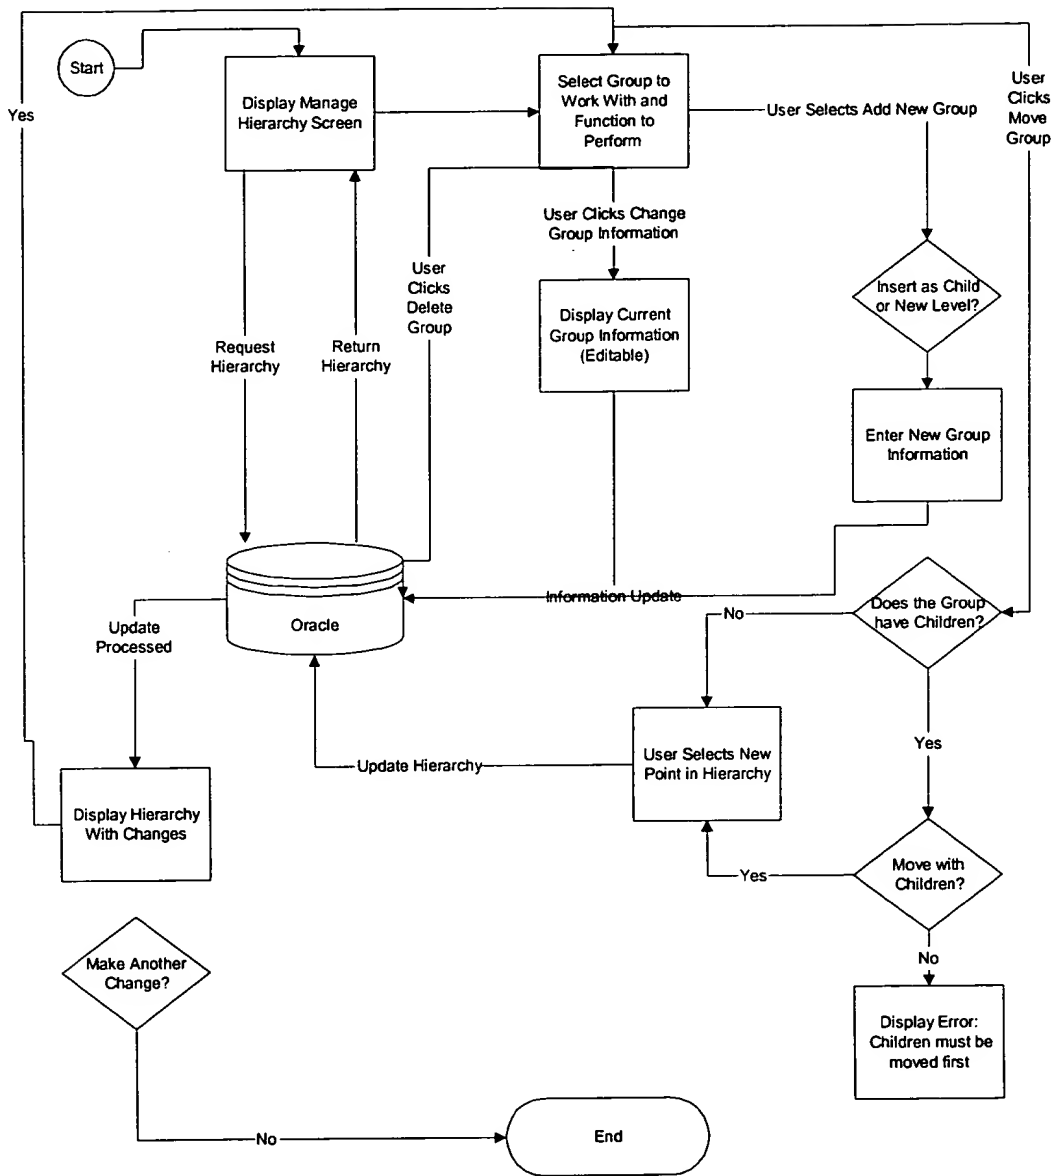 Start
Yes
Display Manage
Hierarchy Screen
Select Group to
Work With and
Function to
Perform
User Selects Add New Group
User
Clicks
Move
Group
User Clicks Change
Group Information
User
Clicks
Delete
Group
Insert as Child
or New Level?
Display Current
Group Information
(Editable)
Request
Hierarchy
Return
Hierarchy
Enter New Group
Information
Information Update
Does the Group
have Children?
No
Oracle
Update
Processed
Yes
User Selects New
Point in Hierarchy
Update Hierarchy
Display Hierarchy
With Changes
Move with
Children?
Yes
No
Make Another
Change?
Display Error:
Children must be
moved first
No
End